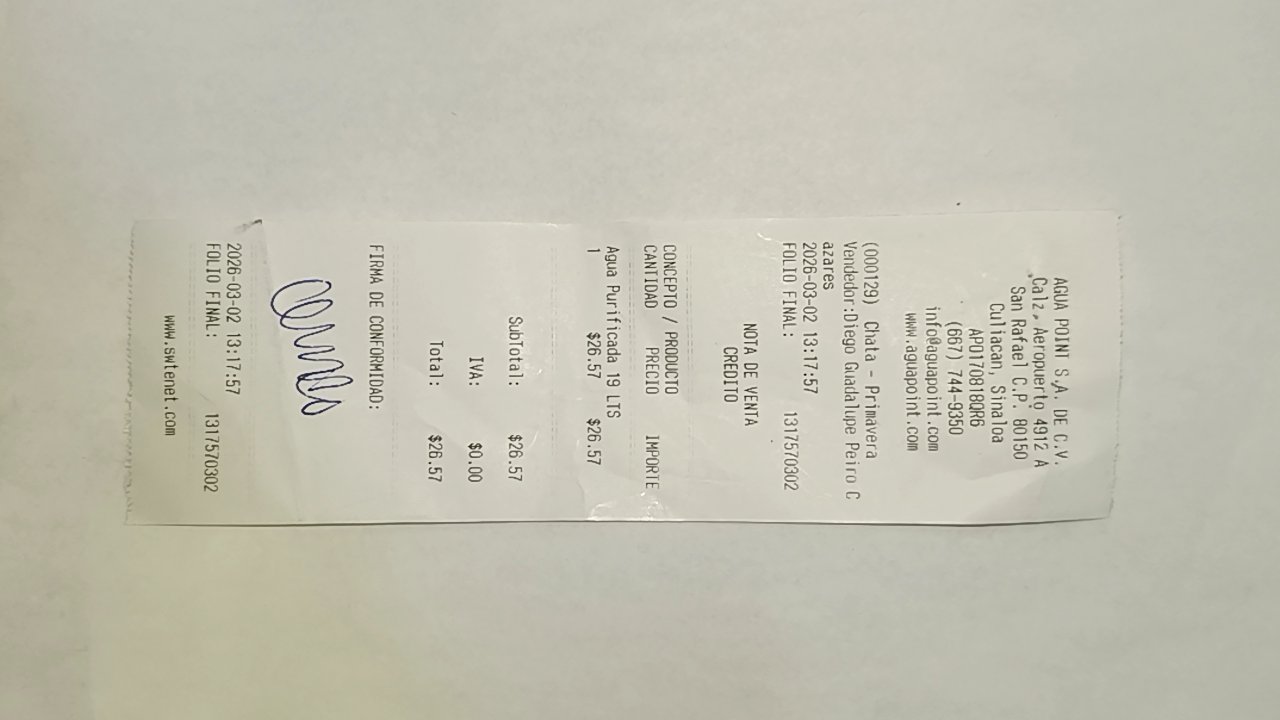 AGUA POINT S.A. DE C.V.
Calz. Aeropuerto 4912 A
San Rafael C.P. 80150
Culiacan, Sinaloa
APO170818QR6
(667) 744-9350
info@aguapoint.com
www.aguapoint.com
(000129) Chata - Primavera
Vendedor:Diego Guadalupe Peiro C
azares
2026-03-02 13:17:57
FOLIO FINAL: 1317570302
NOTA DE VENTA
CREDITO
CONCEPTO / PRODUCTO
CANTIDAD PRECIO IMPORTE
Agua Purificada 19 LTS
1 $26.57 $26.57
SubTotal: $26.57
IVA: $0.00
Total: $26.57
FIRMA DE CONFORMIDAD:
2026-03-02 13:17:57
FOLIO FINAL: 1317570302
www.swtenet.com